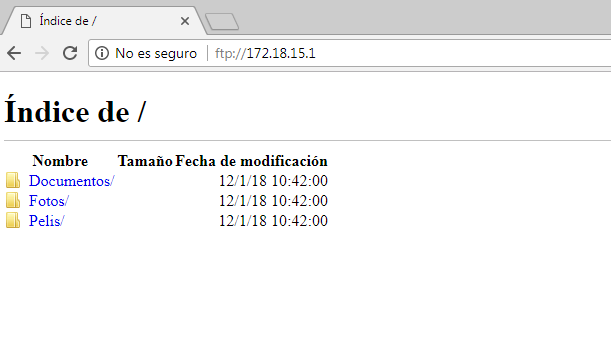 Índice de /
No es seguro ftp://172.18.15.1
Índice de /
Nombre Tamaño Fecha de modificación
Documentos/ 12/1/18 10:42:00
Fotos/ 12/1/18 10:42:00
Pelis/ 12/1/18 10:42:00